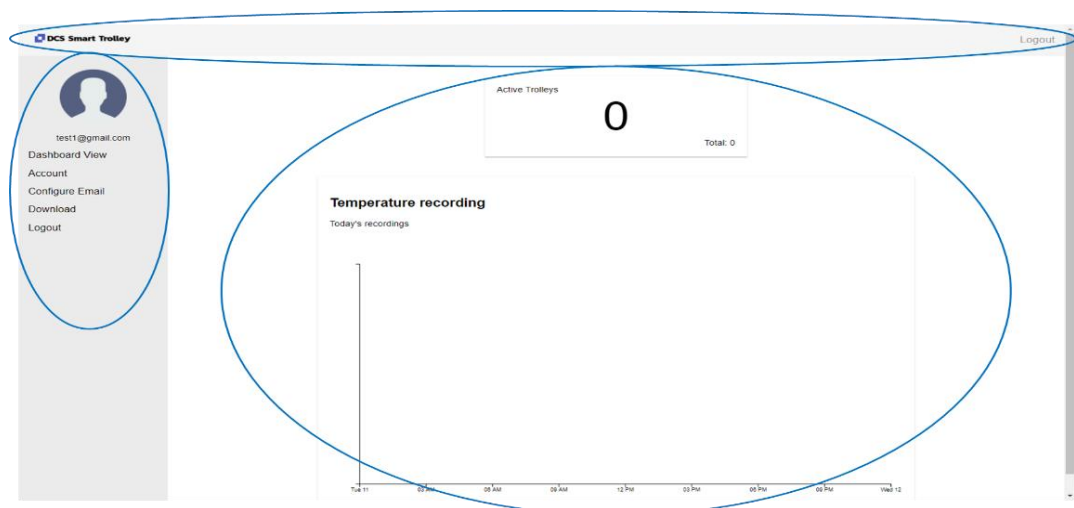 DCS Smart Trolley
Logout
test1@gmail.com
Dashboard View
Account
Configure Email
Download
Logout
Active Trolleys
0
Total: 0
Temperature recording
Today's recordings
Tue 11 03 AM 06 AM 09 AM 12 PM 03 PM 06 PM 09 PM Wed 12